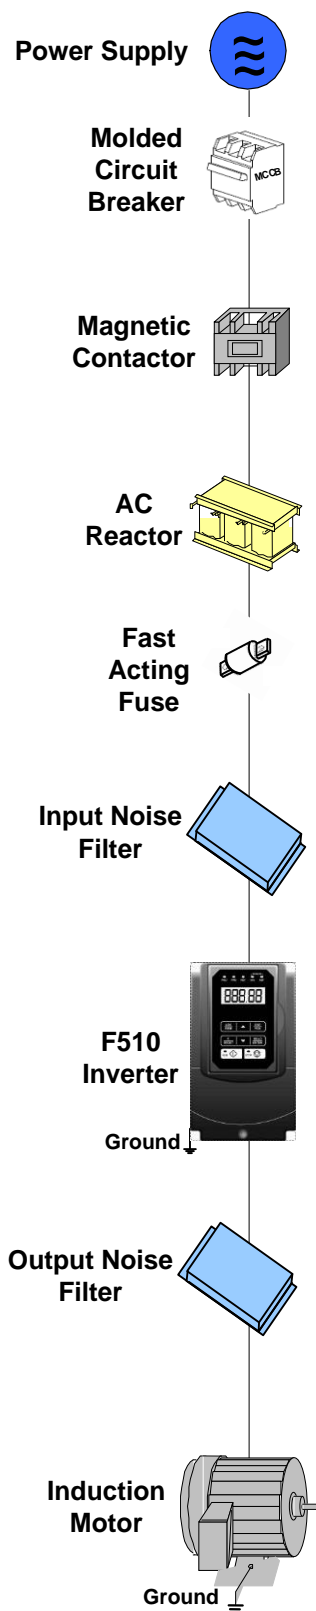 Power Supply
Molded
Circuit
Breaker
MCCB
Magnetic
Contactor
AC
Reactor
Fast
Acting
Fuse
Input Noise
Filter
F510
Inverter
Ground
Output Noise
Filter
Induction
Motor
Ground